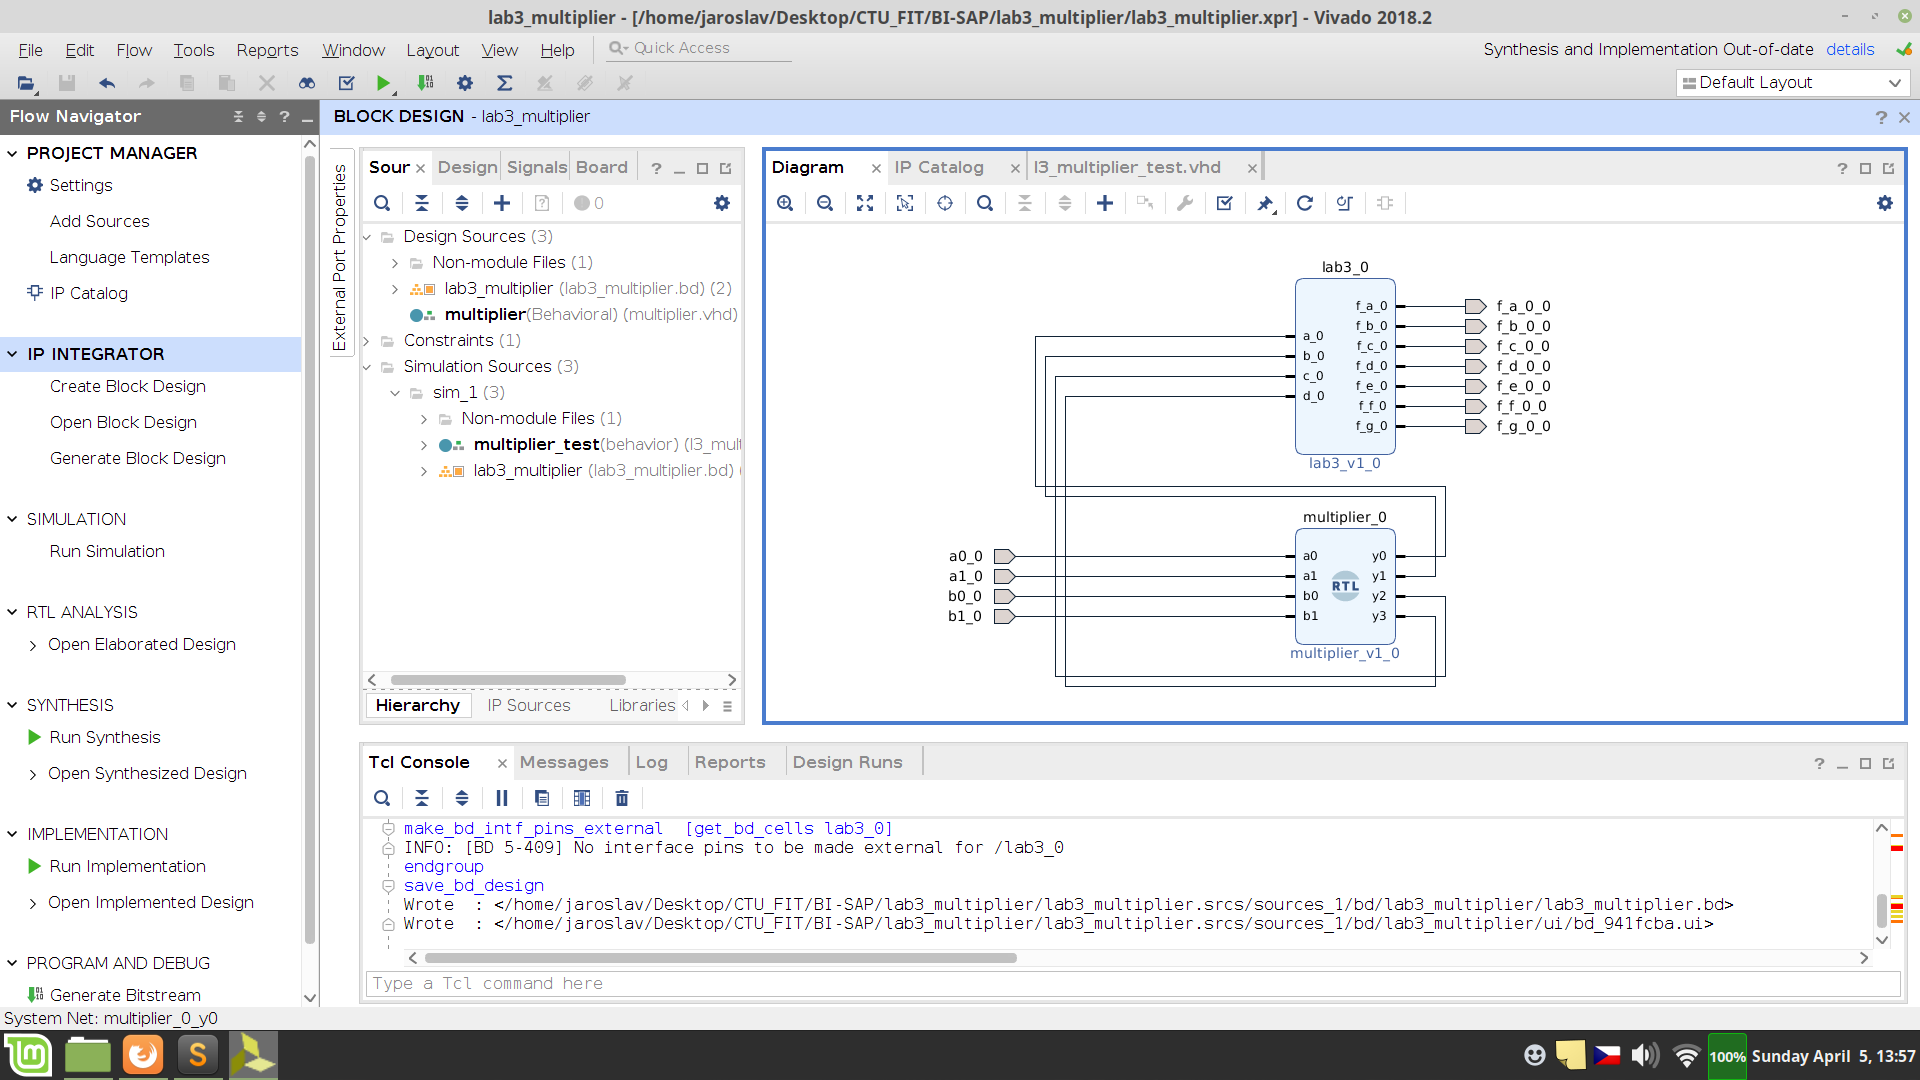 lab3_multiplier - [/home/jaroslav/Desktop/CTU_FIT/BI-SAP/lab3_multiplier/lab3_multiplier.xpr] - Vivado 2018.2
File Edit Flow Tools Reports Window Layout View Help Quick Access
Synthesis and Implementation Out-of-date details
Default Layout
Flow Navigator
PROJECT MANAGER
Settings
Add Sources
Language Templates
IP Catalog
IP INTEGRATOR
Create Block Design
Open Block Design
Generate Block Design
SIMULATION
Run Simulation
RTL ANALYSIS
Open Elaborated Design
SYNTHESIS
Run Synthesis
Open Synthesized Design
IMPLEMENTATION
Run Implementation
Open Implemented Design
PROGRAM AND DEBUG
Generate Bitstream
BLOCK DESIGN - lab3_multiplier
External Port Properties
Sour Design Signals Board
0
Design Sources (3)
Non-module Files (1)
lab3_multiplier (lab3_multiplier.bd) (2)
multiplier(Behavioral) (multiplier.vhd)
Constraints (1)
Simulation Sources (3)
sim_1 (3)
Non-module Files (1)
multiplier_test(behavior) (l3_mult
lab3_multiplier (lab3_multiplier.bd) (
Hierarchy IP Sources Libraries
Diagram IP Catalog l3_multiplier_test.vhd
lab3_0
a_0
b_0
c_0
d_0
f_a_0 f_a_0_0
f_b_0 f_b_0_0
f_c_0 f_c_0_0
f_d_0 f_d_0_0
f_e_0 f_e_0_0
f_f_0 f_f_0_0
f_g_0 f_g_0_0
lab3_v1_0
multiplier_0
a0_0 a0 y0
a1_0 a1 y1
RTL
b0_0 b0 y2
b1_0 b1 y3
multiplier_v1_0
Tcl Console Messages Log Reports Design Runs
make_bd_intf_pins_external [get_bd_cells lab3_0]
INFO: [BD 5-409] No interface pins to be made external for /lab3_0
endgroup
save_bd_design
Wrote : </home/jaroslav/Desktop/CTU_FIT/BI-SAP/lab3_multiplier/lab3_multiplier.srcs/sources_1/bd/lab3_multiplier/lab3_multiplier.bd>
Wrote : </home/jaroslav/Desktop/CTU_FIT/BI-SAP/lab3_multiplier/lab3_multiplier.srcs/sources_1/bd/lab3_multiplier/ui/bd_941fcba.ui>
Type a Tcl command here
System Net: multiplier_0_y0
100% Sunday April 5, 13:57